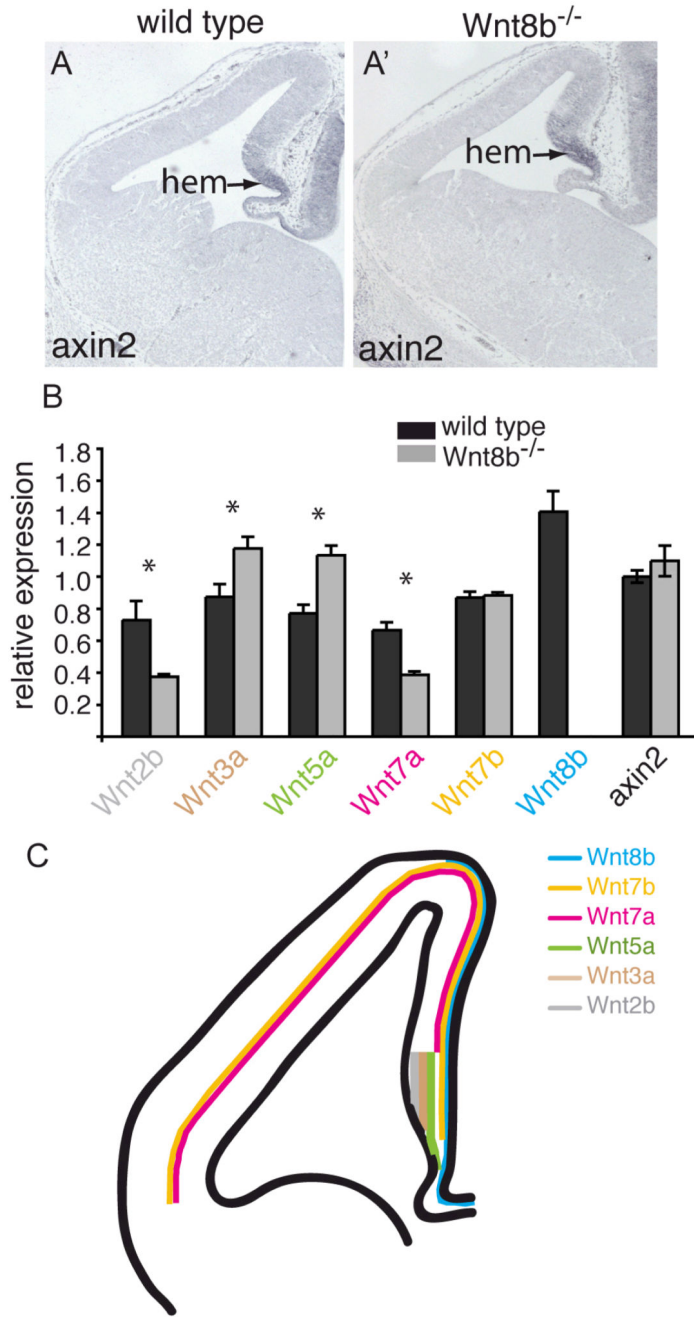 wild type Wnt8b-/-
A A'
hem hem
axin2 axin2
B
wild type
Wnt8b-/-
1.8
1.6
1.4
1.2
1.0
0.8
0.6
0.4
0.2
relative expression
* * * *
Wnt2b Wnt3a Wnt5a Wnt7a Wnt7b Wnt8b axin2
C
Wnt8b
Wnt7b
Wnt7a
Wnt5a
Wnt3a
Wnt2b